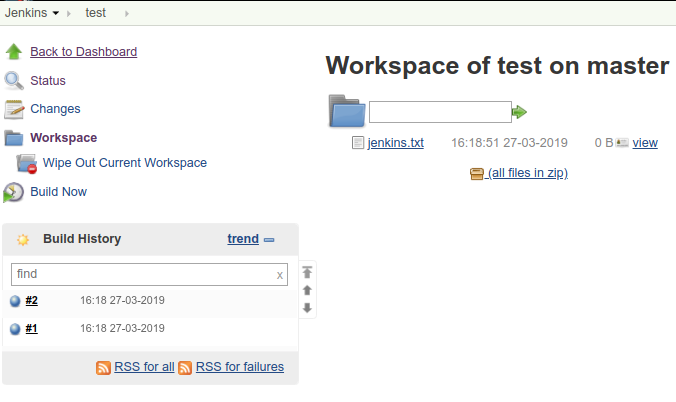 Jenkins test
Back to Dashboard
Status
Changes
Workspace
Wipe Out Current Workspace
Build Now
Build History trend
find x
#2 16:18 27-03-2019
#1 16:18 27-03-2019
RSS for all RSS for failures
Workspace of test on master
jenkins.txt 16:18:51 27-03-2019 0 B view
(all files in zip)